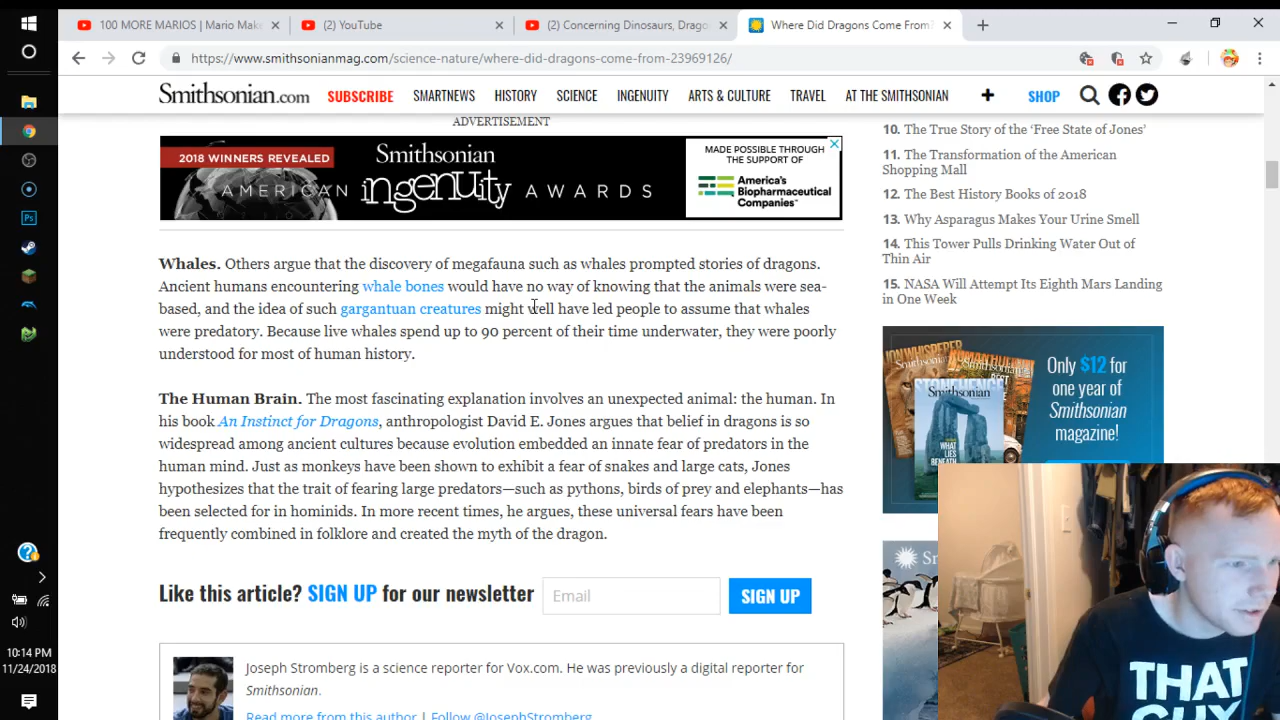 100 MORE MARIOS | Mario Make
(2) YouTube
(2) Concerning Dinosaurs, Drago
Where Did Dragons Come From?
https://www.smithsonianmag.com/science-nature/where-did-dragons-come-from-23969126/
Smithsonian.com SUBSCRIBE SMARTNEWS HISTORY SCIENCE INGENUITY ARTS & CULTURE TRAVEL AT THE SMITHSONIAN + SHOP
ADVERTISEMENT
2018 WINNERS REVEALED
Smithsonian
AMERICAN ingenuity AWARDS
MADE POSSIBLE THROUGH
THE SUPPORT OF
America's
Biopharmaceutical
Companies™
Whales. Others argue that the discovery of megafauna such as whales prompted stories of dragons.
Ancient humans encountering whale bones would have no way of knowing that the animals were sea-
based, and the idea of such gargantuan creatures might well have led people to assume that whales
were predatory. Because live whales spend up to 90 percent of their time underwater, they were poorly
understood for most of human history.
The Human Brain. The most fascinating explanation involves an unexpected animal: the human. In
his book An Instinct for Dragons, anthropologist David E. Jones argues that belief in dragons is so
widespread among ancient cultures because evolution embedded an innate fear of predators in the
human mind. Just as monkeys have been shown to exhibit a fear of snakes and large cats, Jones
hypothesizes that the trait of fearing large predators—such as pythons, birds of prey and elephants—has
been selected for in hominids. In more recent times, he argues, these universal fears have been
frequently combined in folklore and created the myth of the dragon.
Like this article? SIGN UP for our newsletter
Email
SIGN UP
Joseph Stromberg is a science reporter for Vox.com. He was previously a digital reporter for
Smithsonian.
Read more from this author | Follow @JosephStromberg
10. The True Story of the ‘Free State of Jones’
11. The Transformation of the American
Shopping Mall
12. The Best History Books of 2018
13. Why Asparagus Makes Your Urine Smell
14. This Tower Pulls Drinking Water Out of
Thin Air
15. NASA Will Attempt Its Eighth Mars Landing
in One Week
Smithsonian
STONEHENGE
WHAT
LIES
BENEATH
Only $12 for
one year of
Smithsonian
magazine!
Sm
THAT
GUY
Ps
10:14 PM
11/24/2018